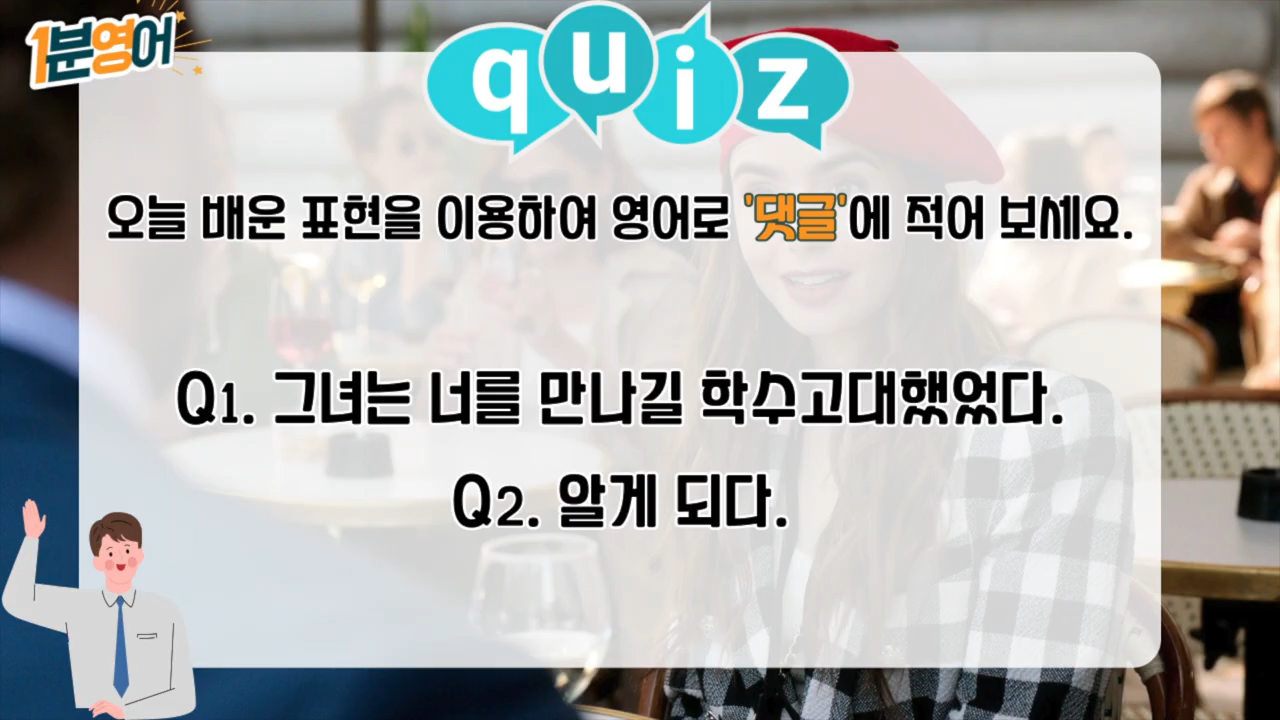 1분영어
quiz
오늘 배운 표현을 이용하여 영어로 '댓글'에 적어 보세요.
Q1. 그녀는 너를 만나길 학수고대했었다.
Q2. 알게 되다.